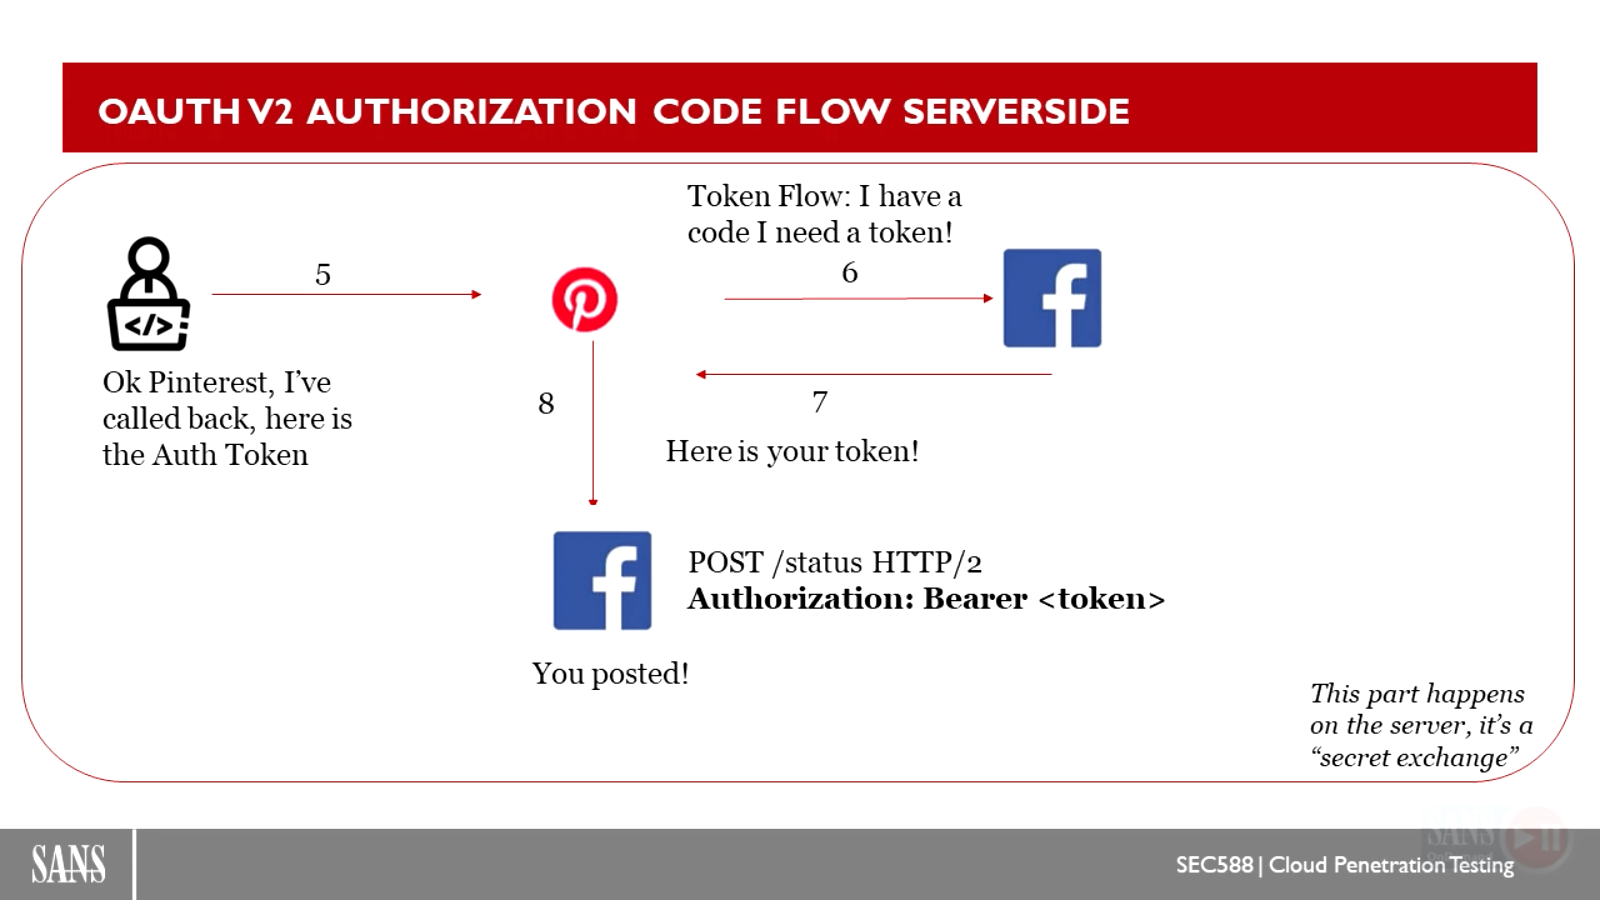 OAUTH V2 AUTHORIZATION CODE FLOW SERVERSIDE
Token Flow: I have a
code I need a token!
5
6
</>
Ok Pinterest, I've
called back, here is
the Auth Token
8
7
Here is your token!
POST /status HTTP/2
Authorization: Bearer <token>
You posted!
This part happens
on the server, it's a
"secret exchange"
SANS
SANS
SEC588 | Cloud Penetration Testing